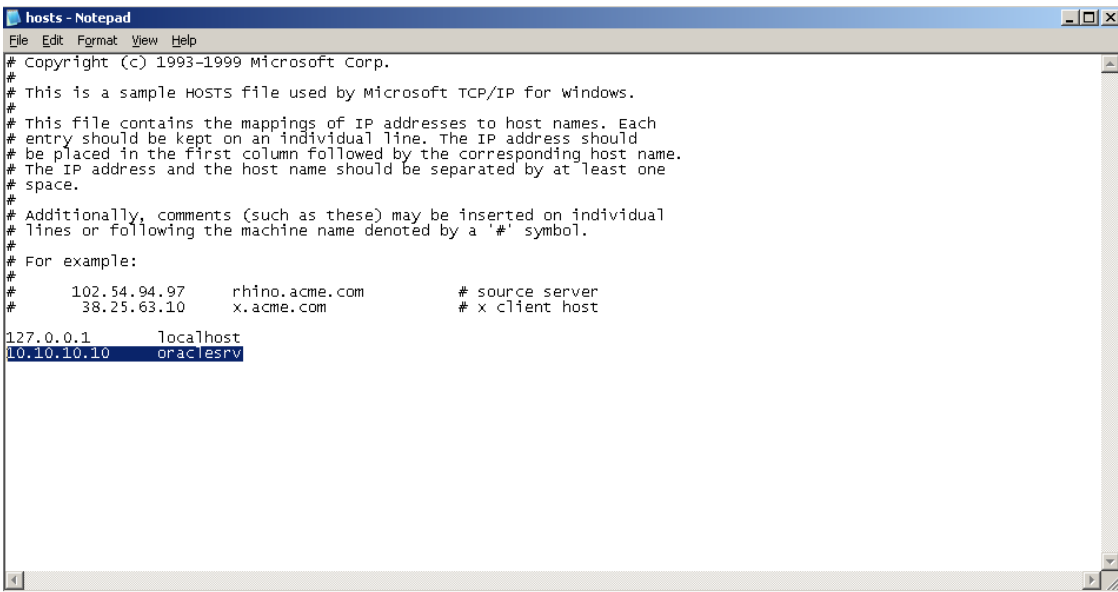 hosts - Notepad
File Edit Format View Help
# Copyright (c) 1993-1999 Microsoft Corp.
#
# This is a sample HOSTS file used by Microsoft TCP/IP for Windows.
#
# This file contains the mappings of IP addresses to host names. Each
# entry should be kept on an individual line. The IP address should
# be placed in the first column followed by the corresponding host name.
# The IP address and the host name should be separated by at least one
# space.
#
# Additionally, comments (such as these) may be inserted on individual
# lines or following the machine name denoted by a '#' symbol.
#
# For example:
#
#      102.54.94.97     rhino.acme.com          # source server
#       38.25.63.10     x.acme.com              # x client host
127.0.0.1       localhost
10.10.10.10     oraclesrv